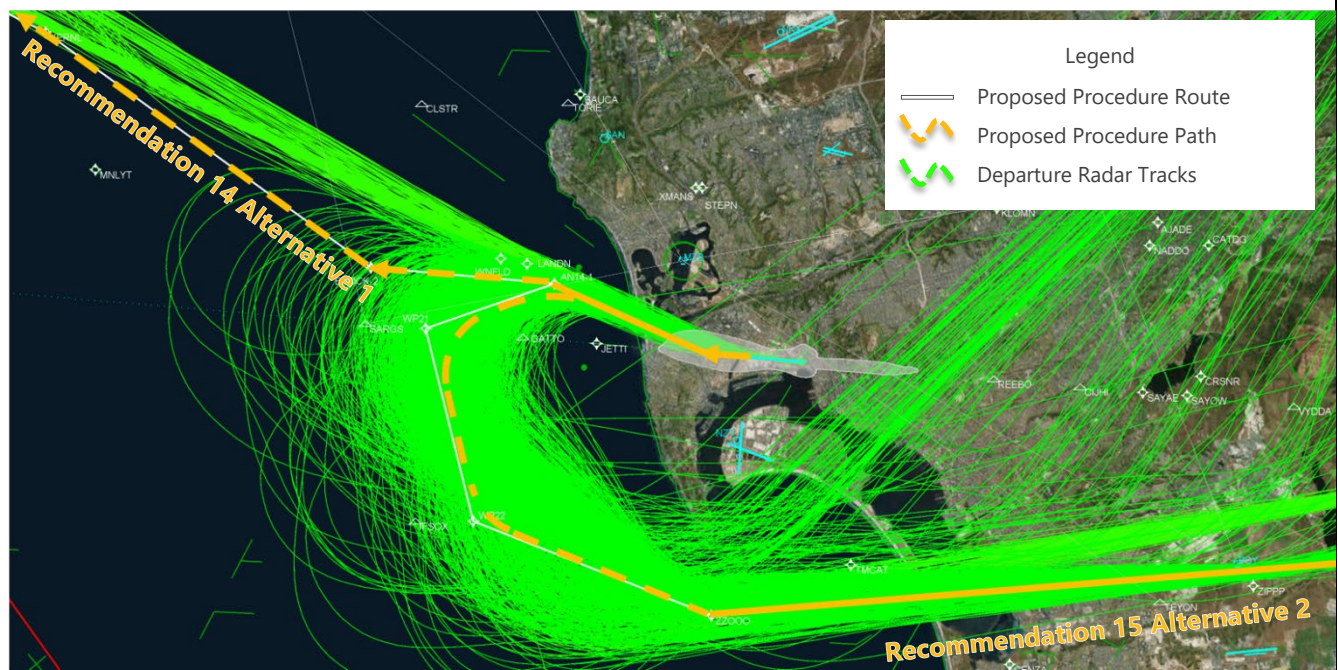 Legend
Proposed Procedure Route
Proposed Procedure Path
Departure Radar Tracks
Recommendation 14 Alternative 1
CLSTR
TORIE
MNLYT
XMANS
STEPN
KLOMN
AJADE
NADDO
CATDG
WNFLD
LANDN
AN14-1
WP21
SARGS
GATTO
JETTI
REEBO
CRSNR
SAYAE
SAYOW
VYDDA
WP22
TMCAT
ZZOOO
ZIPPP
TEYON
Recommendation 15 Alternative 2